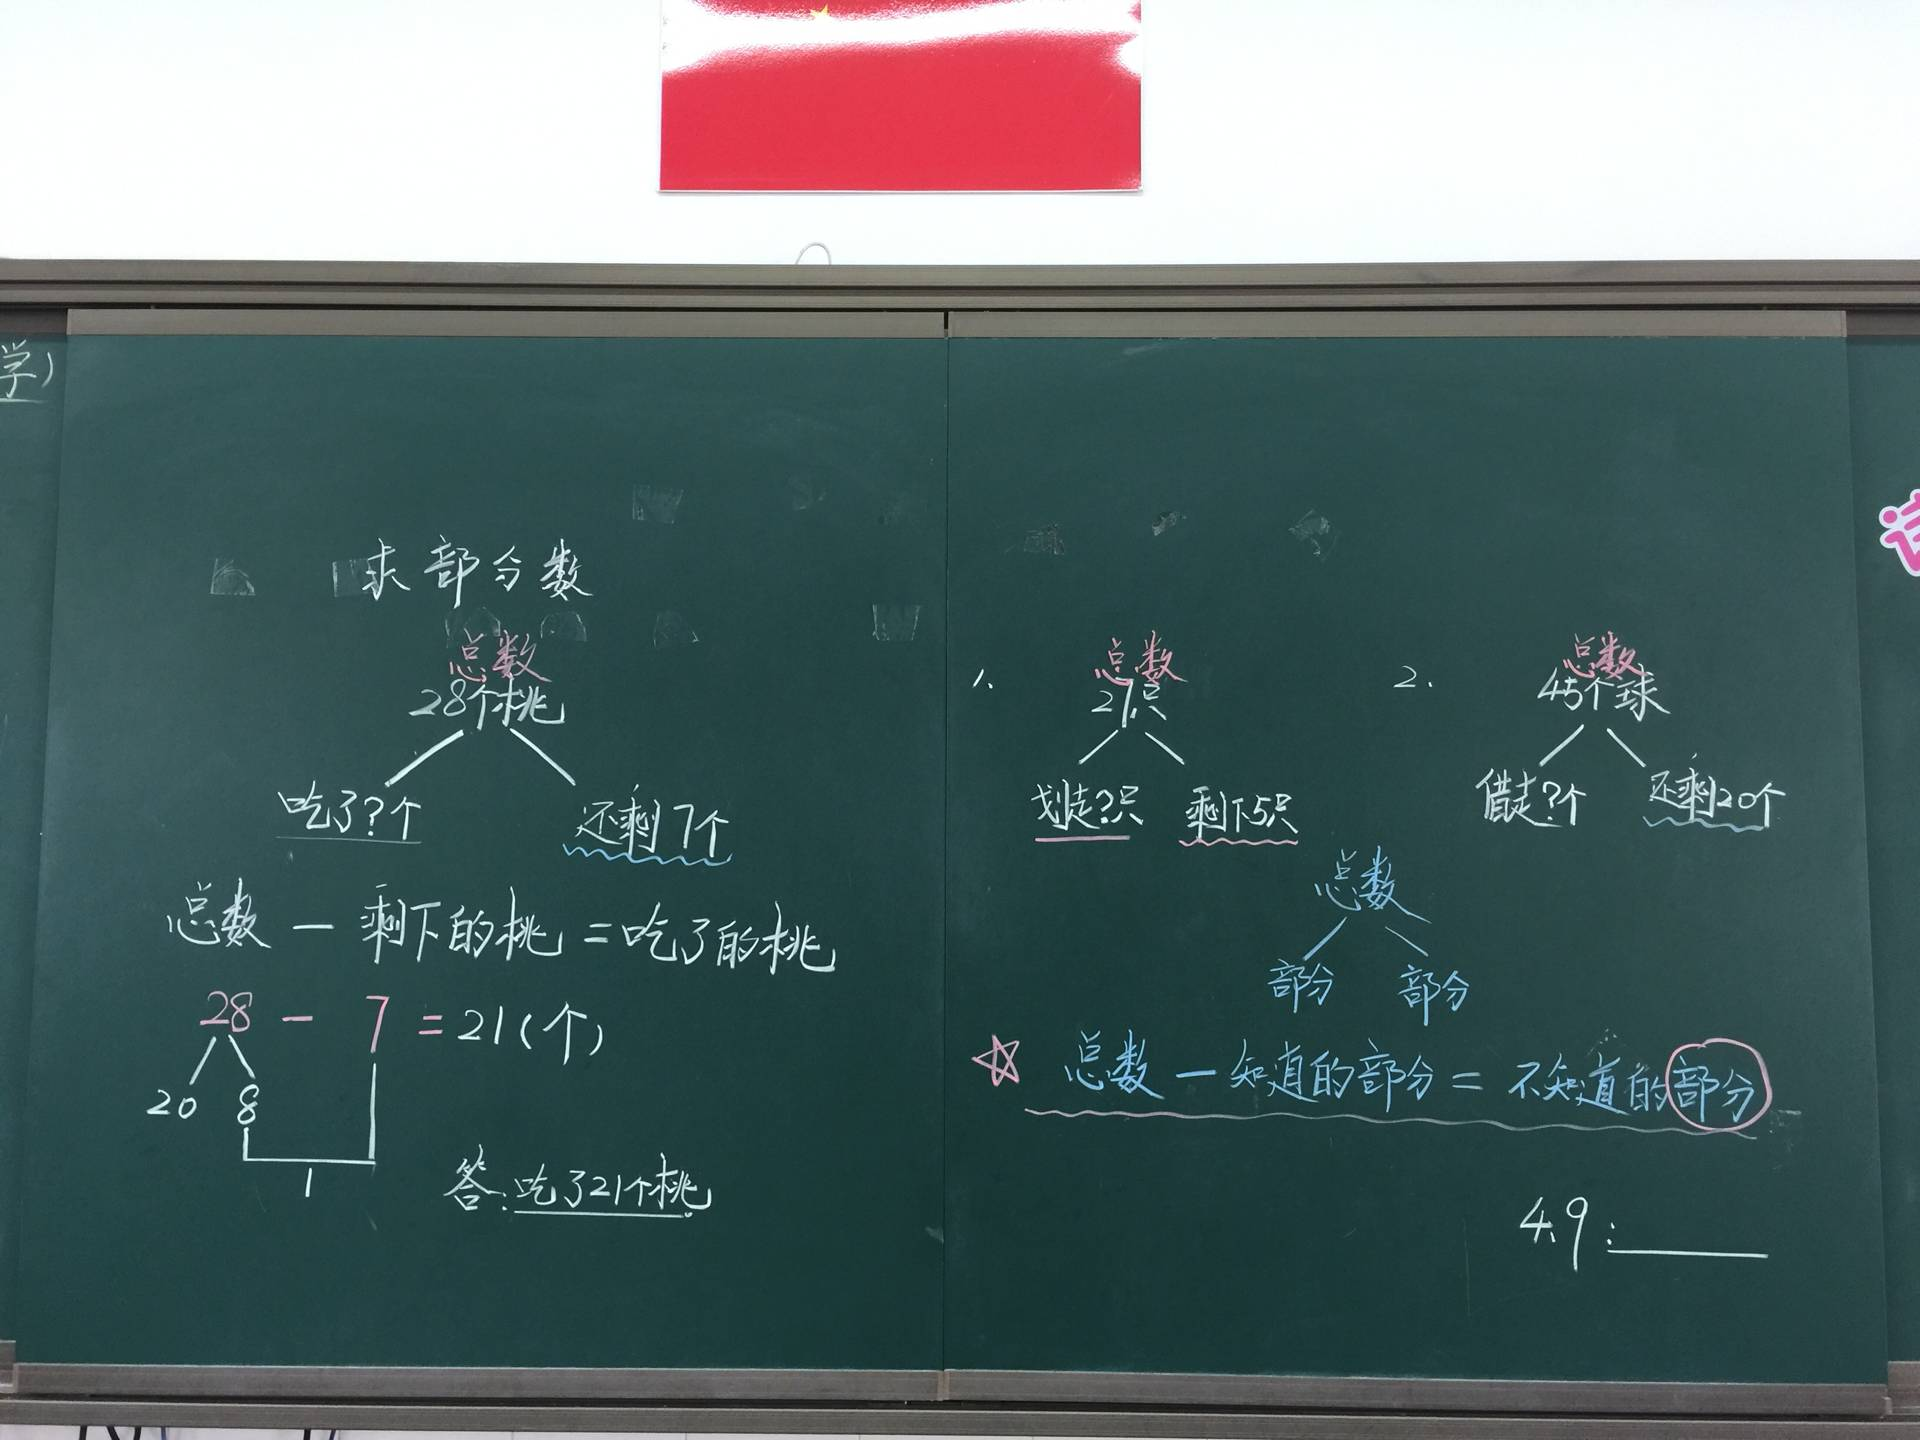 学)
求部分数
总数
28个桃
吃了?个 还剩7个
总数-剩下的桃=吃了的桃
28-7=21(个)
20 8
1
答:吃了21个桃
1. 总数
21只
划走?只 剩下5只
2. 总数
45个球
借走?个 还剩20个
总数
部分 部分
☆ 总数-知道的部分=不知道的部分
4.9: